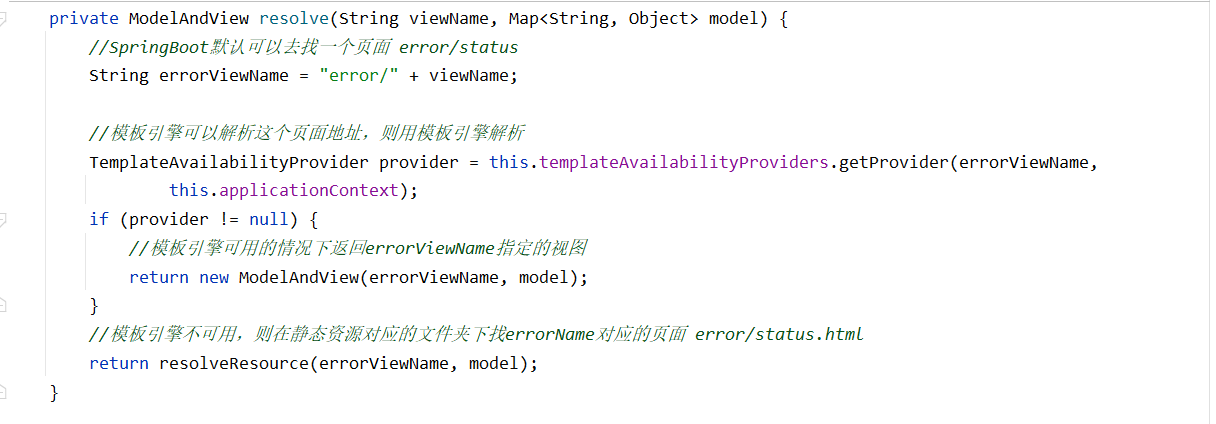 private ModelAndView resolve(String viewName, Map<String, Object> model) {
//SpringBoot默认可以去找一个页面 error/status
String errorViewName = "error/" + viewName;
//模板引擎可以解析这个页面地址，则用模板引擎解析
TemplateAvailabilityProvider provider = this.templateAvailabilityProviders.getProvider(errorViewName,
this.applicationContext);
if (provider != null) {
//模板引擎可用的情况下返回errorViewName指定的视图
return new ModelAndView(errorViewName, model);
}
//模板引擎不可用，则在静态资源对应的文件夹下找errorName对应的页面 error/status.html
return resolveResource(errorViewName, model);
}